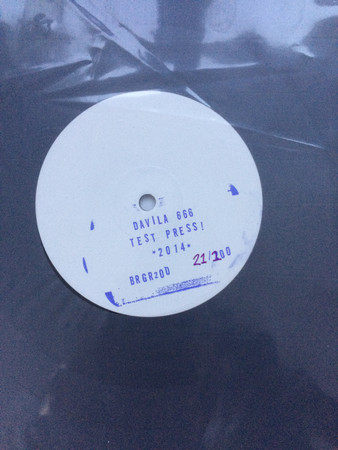 DAVILA 666
TEST PRESS!
*2014*
21/100
BRGR200